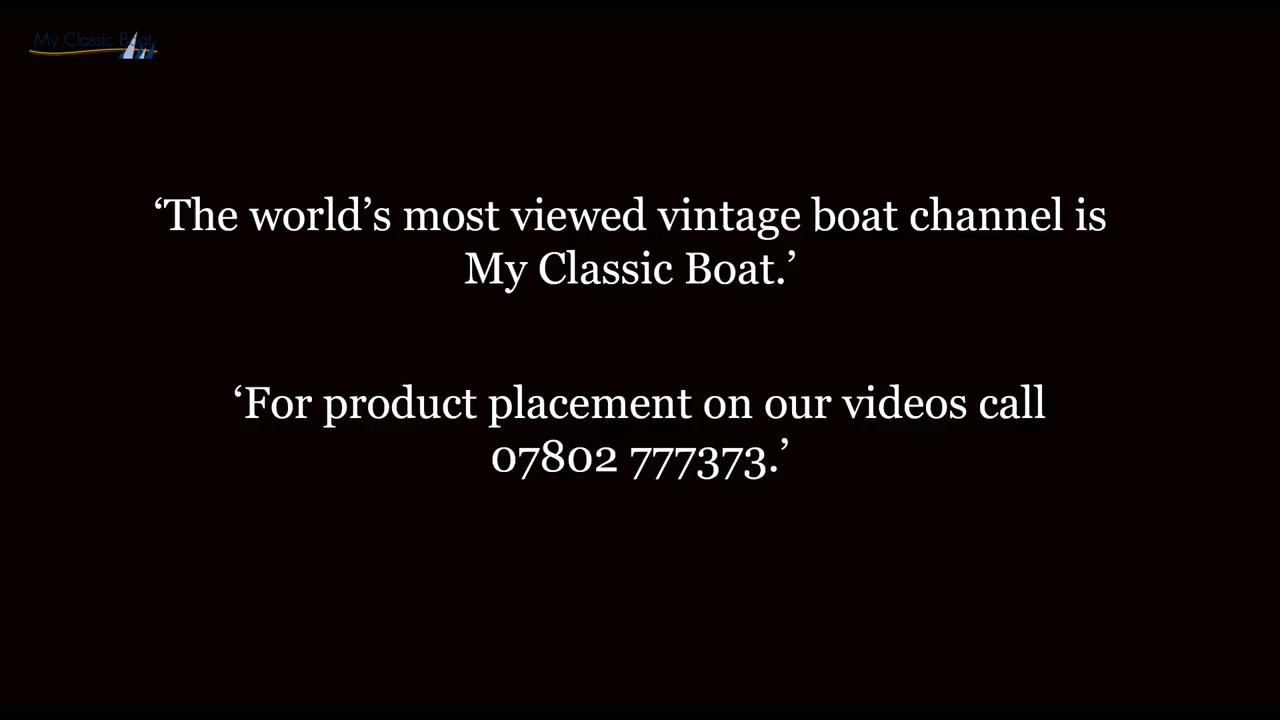 My Classic Boat
‘The world’s most viewed vintage boat channel is
My Classic Boat.’
‘For product placement on our videos call
07802 777373.’